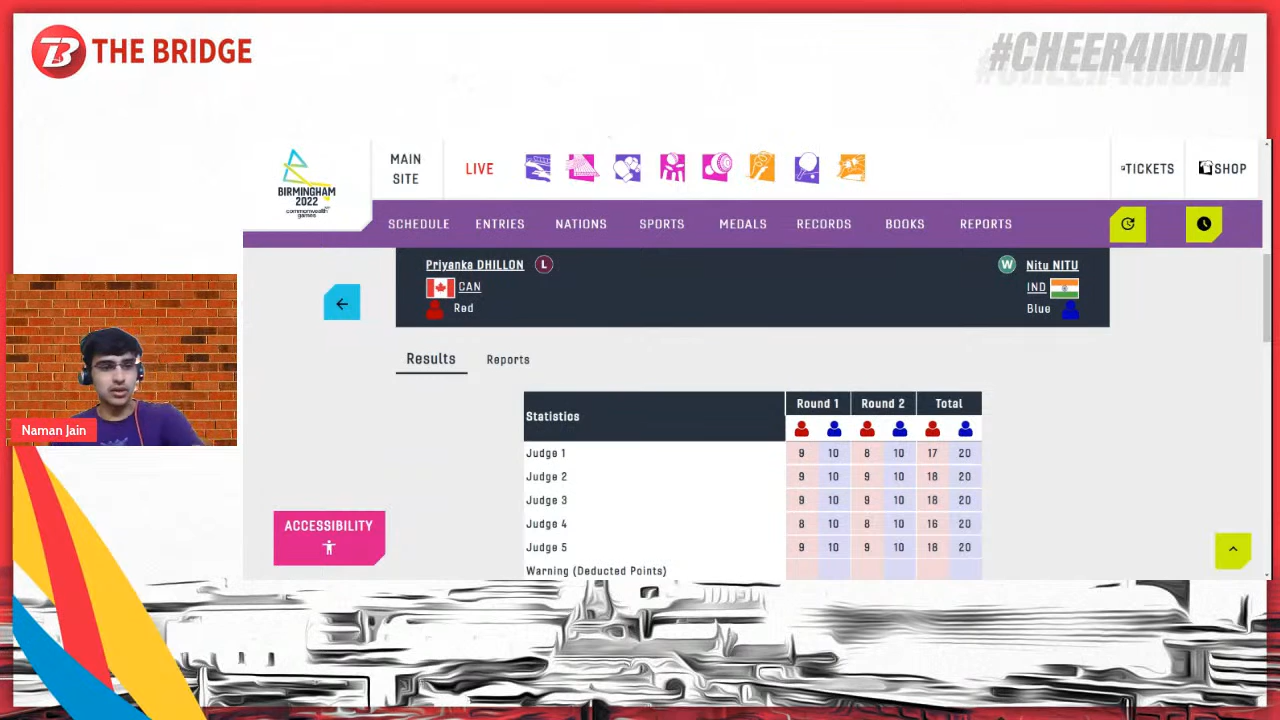 THE BRIDGE
#CHEER4INDIA
BIRMINGHAM
2022
commonwealth
games
MAIN
SITE
LIVE
TICKETS
SHOP
SCHEDULE ENTRIES NATIONS SPORTS MEDALS RECORDS BOOKS REPORTS
Priyanka DHILLON L
W Nitu NITU
CAN
IND
Red
Blue
Results Reports
Statistics Round 1 Round 2 Total
Judge 1 9 10 8 10 17 20
Judge 2 9 10 9 10 18 20
Judge 3 9 10 9 10 18 20
Judge 4 8 10 8 10 16 20
Judge 5 9 10 9 10 18 20
Warning (Deducted Points)
ACCESSIBILITY
Naman Jain